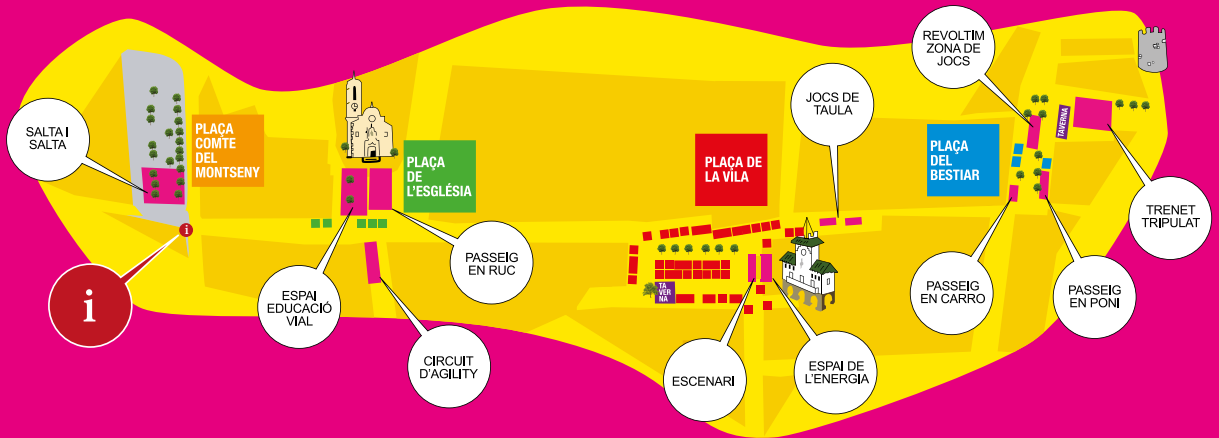 SALTA I
SALTA
PLAÇA
COMTE
DEL
MONTSENY
i
i
ESPAI
EDUCACIÓ
VIAL
PLAÇA
DE
L'ESGLÉSIA
PASSEIG
EN RUC
CIRCUIT
D'AGILITY
PLAÇA DE
LA VILA
JOCS DE
TAULA
TA
VER
NA
ESCENARI
ESPAI DE
L'ENERGIA
REVOLTIM
ZONA DE
JOCS
PLAÇA
DEL
BESTIAR
TAVERNA
PASSEIG
EN CARRO
PASSEIG
EN PONI
TRENET
TRIPULAT